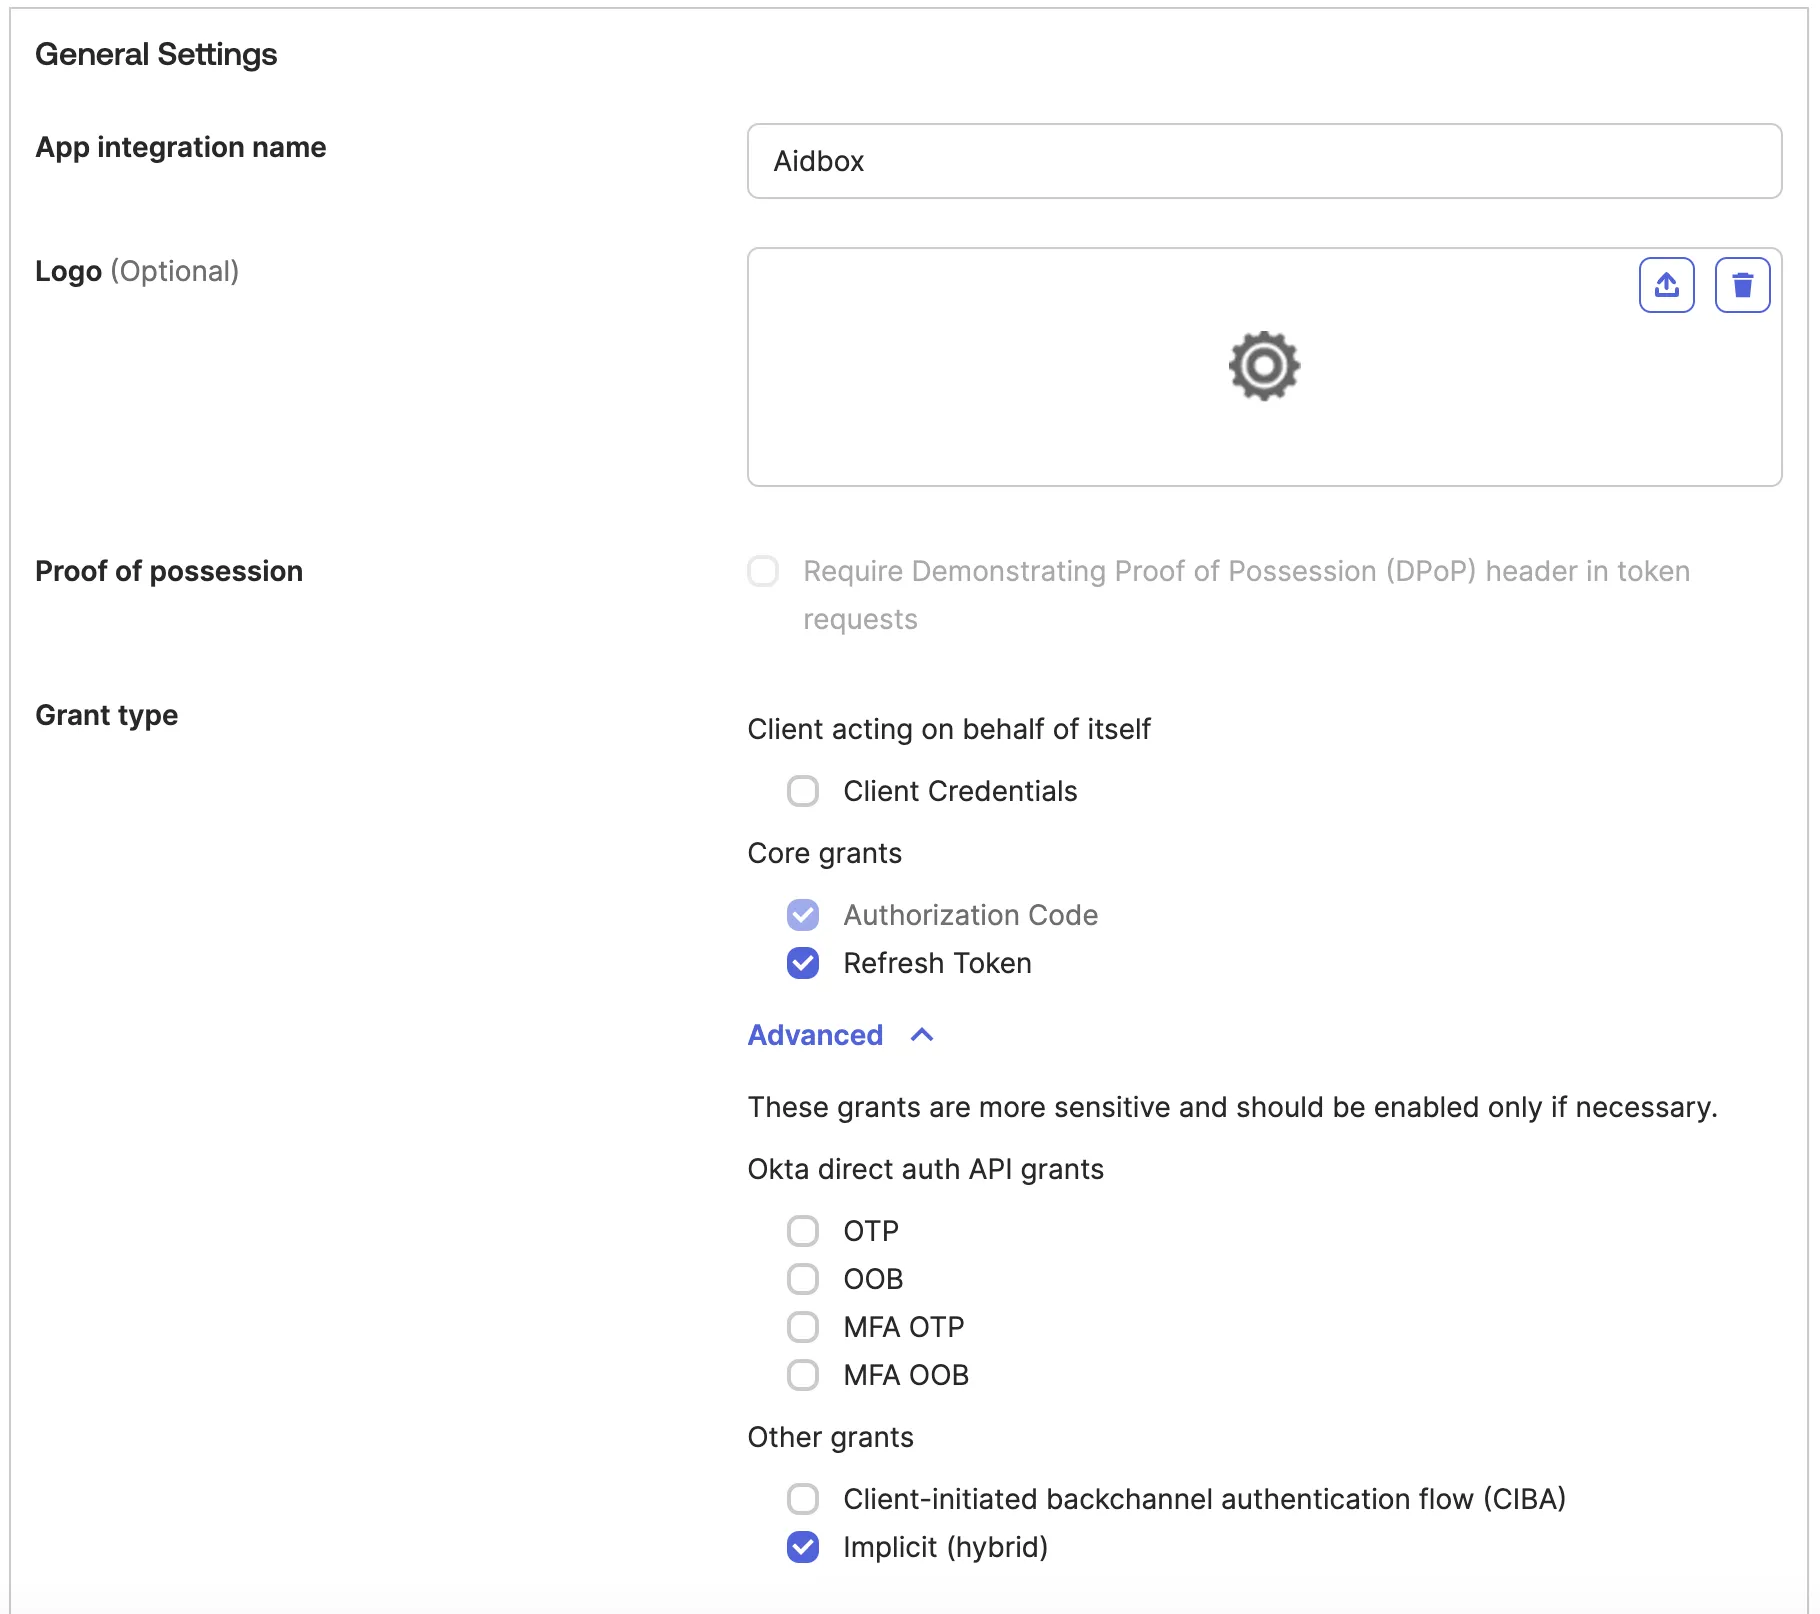 General Settings
App integration name
Aidbox
Logo (Optional)
Proof of possession
Require Demonstrating Proof of Possession (DPoP) header in token
requests
Grant type
Client acting on behalf of itself
Client Credentials
Core grants
Authorization Code
Refresh Token
Advanced
These grants are more sensitive and should be enabled only if necessary.
Okta direct auth API grants
OTP
OOB
MFA OTP
MFA OOB
Other grants
Client-initiated backchannel authentication flow (CIBA)
Implicit (hybrid)